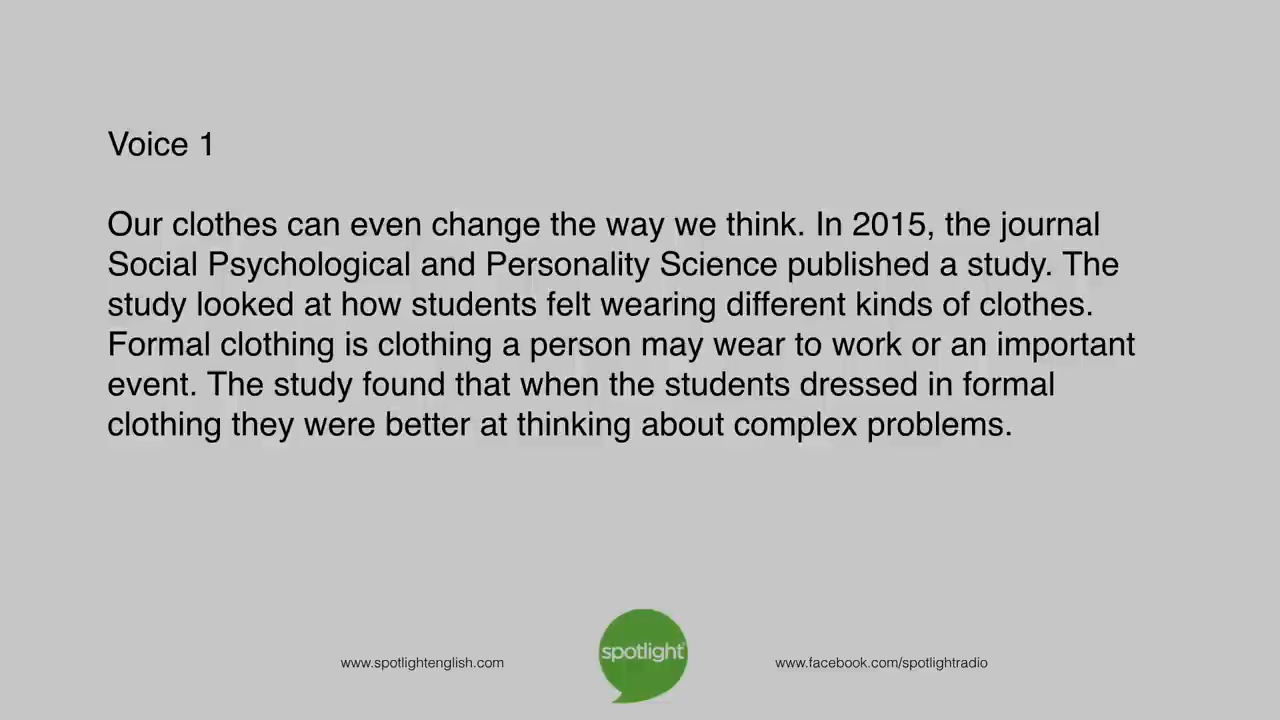 Voice 1
Our clothes can even change the way we think. In 2015, the journal
Social Psychological and Personality Science published a study. The
study looked at how students felt wearing different kinds of clothes.
Formal clothing is clothing a person may wear to work or an important
event. The study found that when the students dressed in formal
clothing they were better at thinking about complex problems.
www.spotlightenglish.com
spotlight
www.facebook.com/spotlightradio